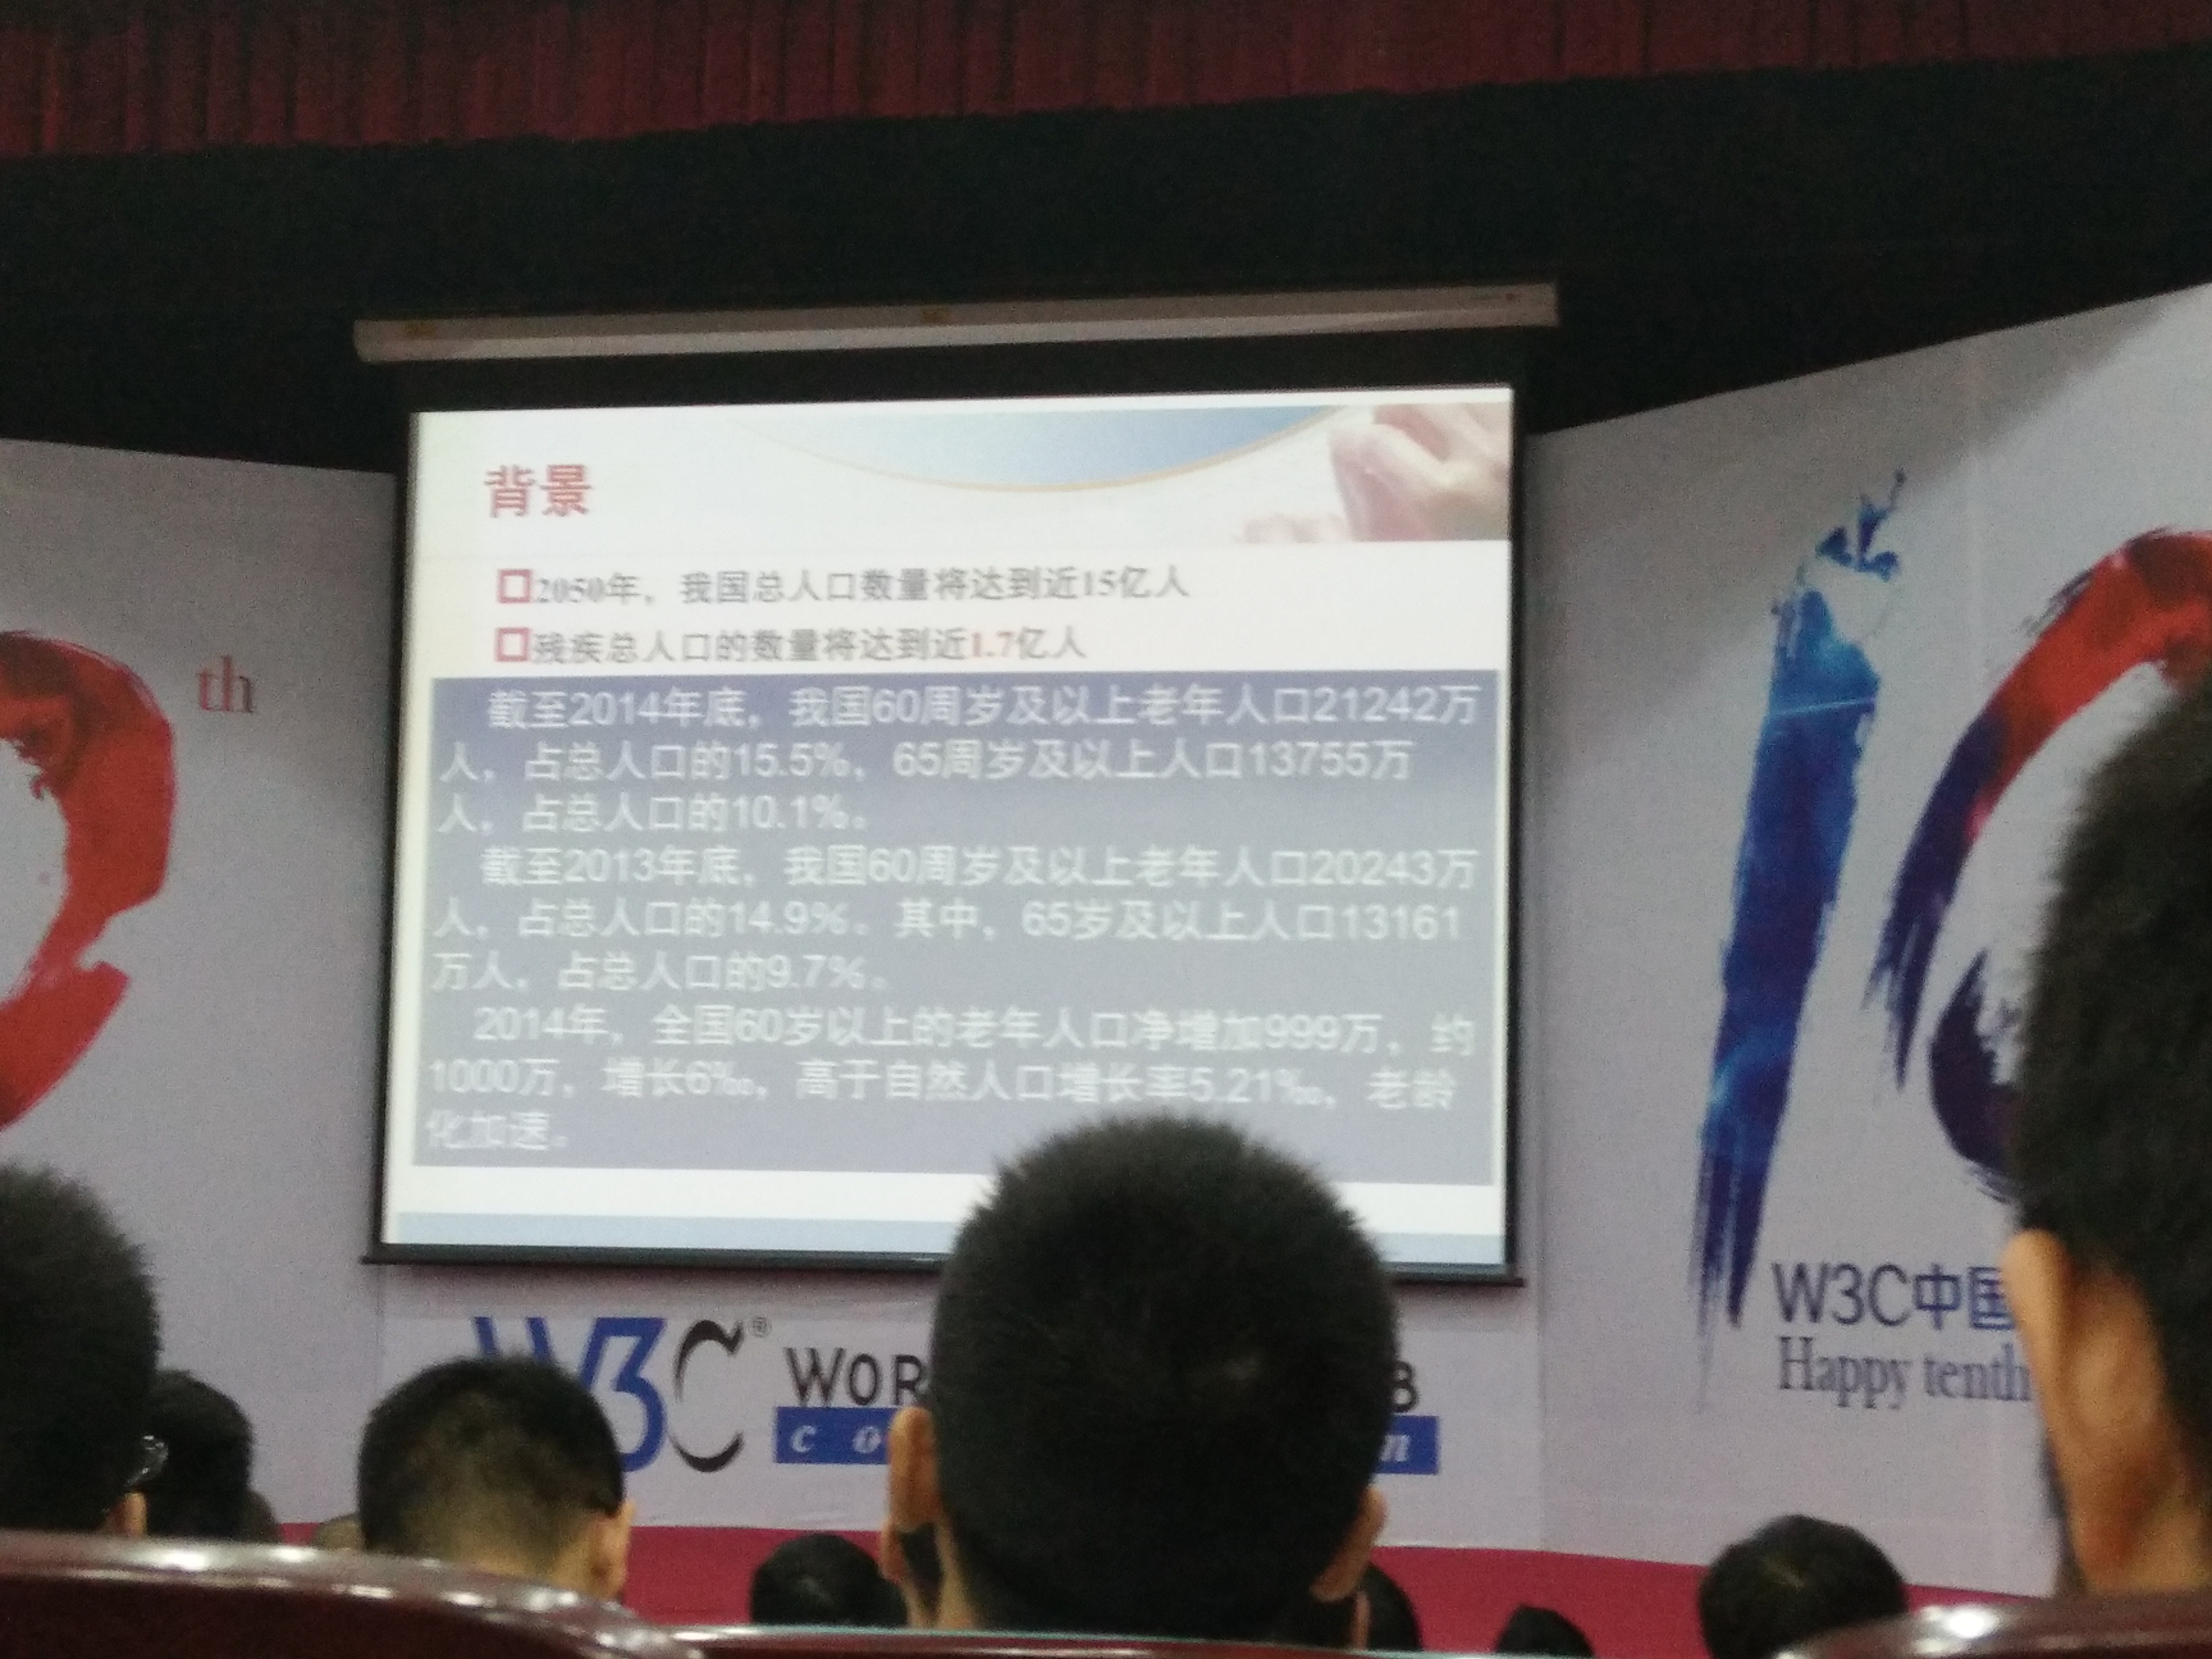 背景
2050年，我国总人口数量将达到近15亿人
残疾总人口的数量将达到近1.7亿人
截至2014年底，我国60周岁及以上老年人口21242万
人，占总人口的15.5%，65周岁及以上人口13755万
人，占总人口的10.1%。
截至2013年底，我国60周岁及以上老年人口20243万
人，占总人口的14.9%。其中，65岁及以上人口13161
万人，占总人口的9.7%。
2014年，全国60岁以上的老年人口净增加999万，约
1000万，增长6‰，高于自然人口增长率5.21‰，老龄
化加速。
th
W3C®
W3C中国
Happy tenth